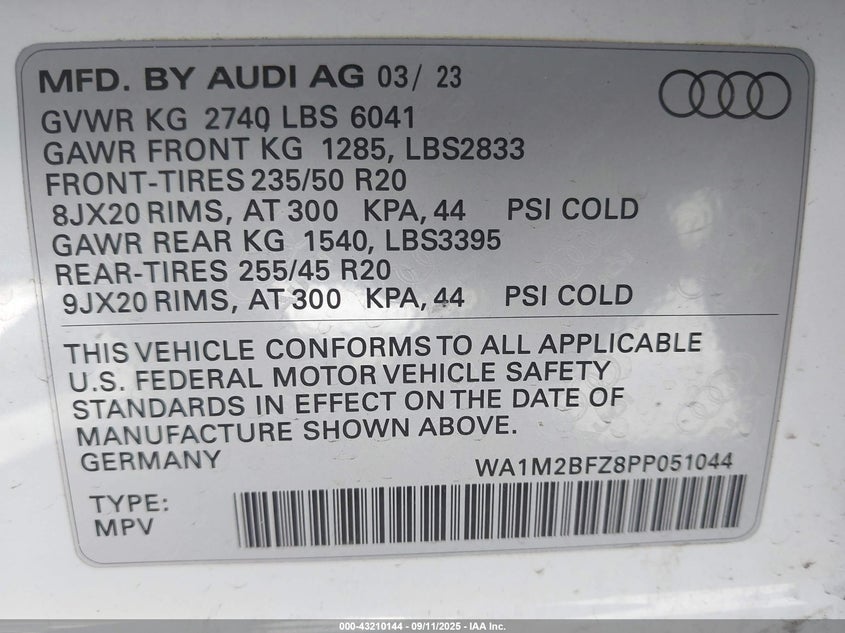 MFD. BY AUDI AG 03/ 23
GVWR KG 2740 LBS 6041
GAWR FRONT KG 1285, LBS2833
FRONT-TIRES 235/50 R20
8JX20 RIMS, AT 300 KPA, 44 PSI COLD
GAWR REAR KG 1540, LBS3395
REAR-TIRES 255/45 R20
9JX20 RIMS, AT 300 KPA, 44 PSI COLD
THIS VEHICLE CONFORMS TO ALL APPLICABLE
U.S. FEDERAL MOTOR VEHICLE SAFETY
STANDARDS IN EFFECT ON THE DATE OF
MANUFACTURE SHOWN ABOVE.
GERMANY WA1M2BFZ8PP051044
TYPE:
MPV
000-43210144 - 09/11/2025 - IAA Inc.